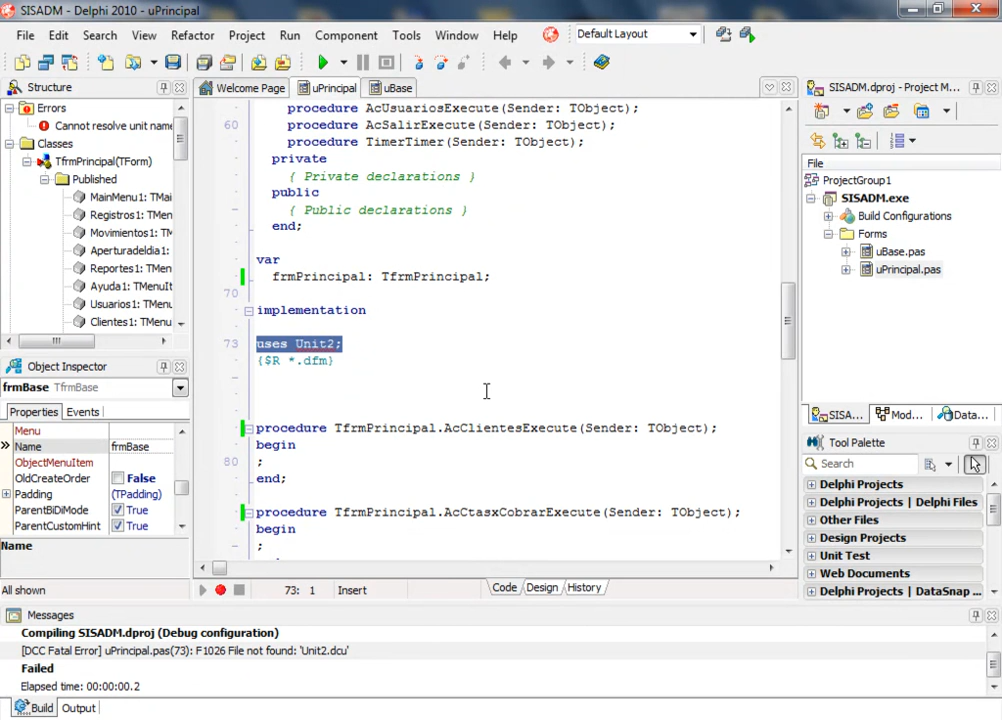 SISADM - Delphi 2010 - uPrincipal
File Edit Search View Refactor Project Run Component Tools Window Help Default Layout
Structure
Errors
Cannot resolve unit name
Classes
TfrmPrincipal(TForm)
Published
MainMenu1: TMai
Registros1: TMen
Movimientos1: TM
Aperturadeldia1:
Reportes1: TMen
Ayuda1: TMenuIt
Usuarios1: TMenu
Clientes1: TMenu
Object Inspector
frmBase TfrmBase
Properties Events
Menu
Name frmBase
ObjectMenuItem
OldCreateOrder False
Padding (TPadding)
ParentBiDiMode True
ParentCustomHint True
Name
All shown
Welcome Page uPrincipal uBase
procedure AcUsuariosExecute(Sender: TObject);
60 procedure AcSalirExecute(Sender: TObject);
procedure TimerTimer(Sender: TObject);
private
{ Private declarations }
public
{ Public declarations }
end;
var
frmPrincipal: TfrmPrincipal;
70
implementation
73 uses Unit2;
{$R *.dfm}
procedure TfrmPrincipal.AcClientesExecute(Sender: TObject);
begin
80 ;
end;
procedure TfrmPrincipal.AcCtasxCobrarExecute(Sender: TObject);
begin
;
73: 1 Insert Code Design History
SISADM.dproj - Project M...
File
ProjectGroup1
SISADM.exe
Build Configurations
Forms
uBase.pas
uPrincipal.pas
SISA... Mod... Data...
Tool Palette
Search
Delphi Projects
Delphi Projects | Delphi Files
Other Files
Design Projects
Unit Test
Web Documents
Delphi Projects | DataSnap ...
Messages
Compiling SISADM.dproj (Debug configuration)
[DCC Fatal Error] uPrincipal.pas(73): F1026 File not found: 'Unit2.dcu'
Failed
Elapsed time: 00:00:00.2
Build Output